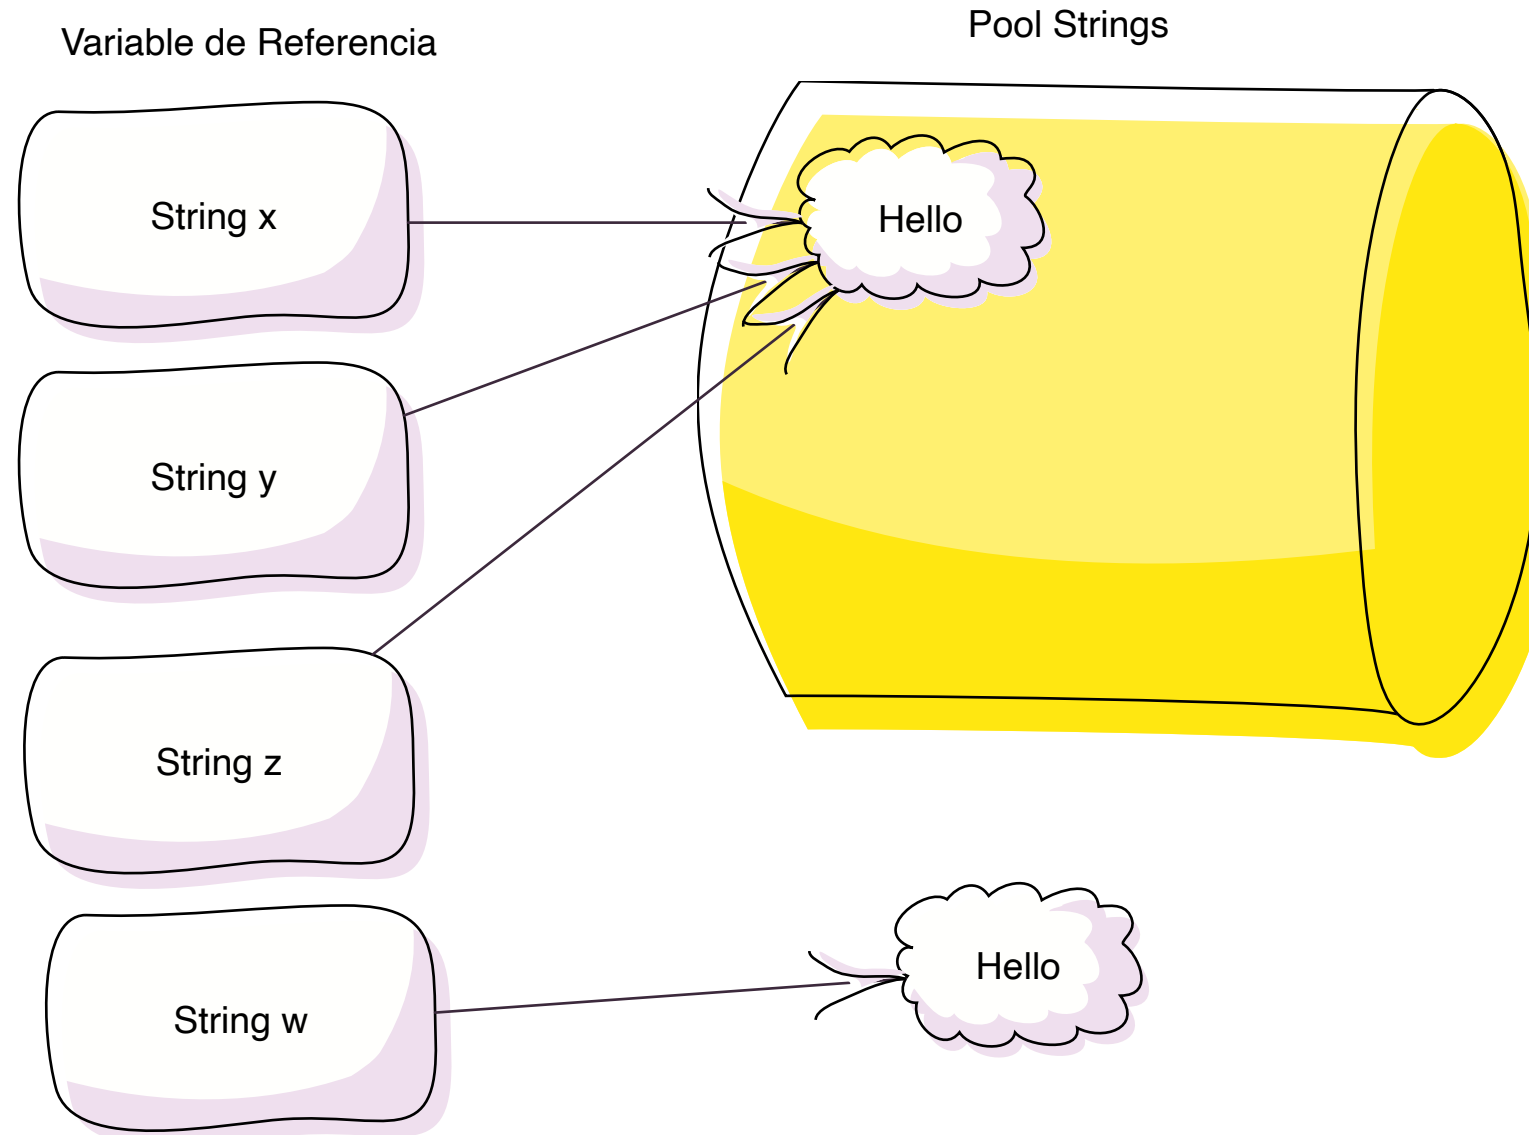 Variable de Referencia
Pool Strings
String x
Hello
String y
String z
Hello
String w